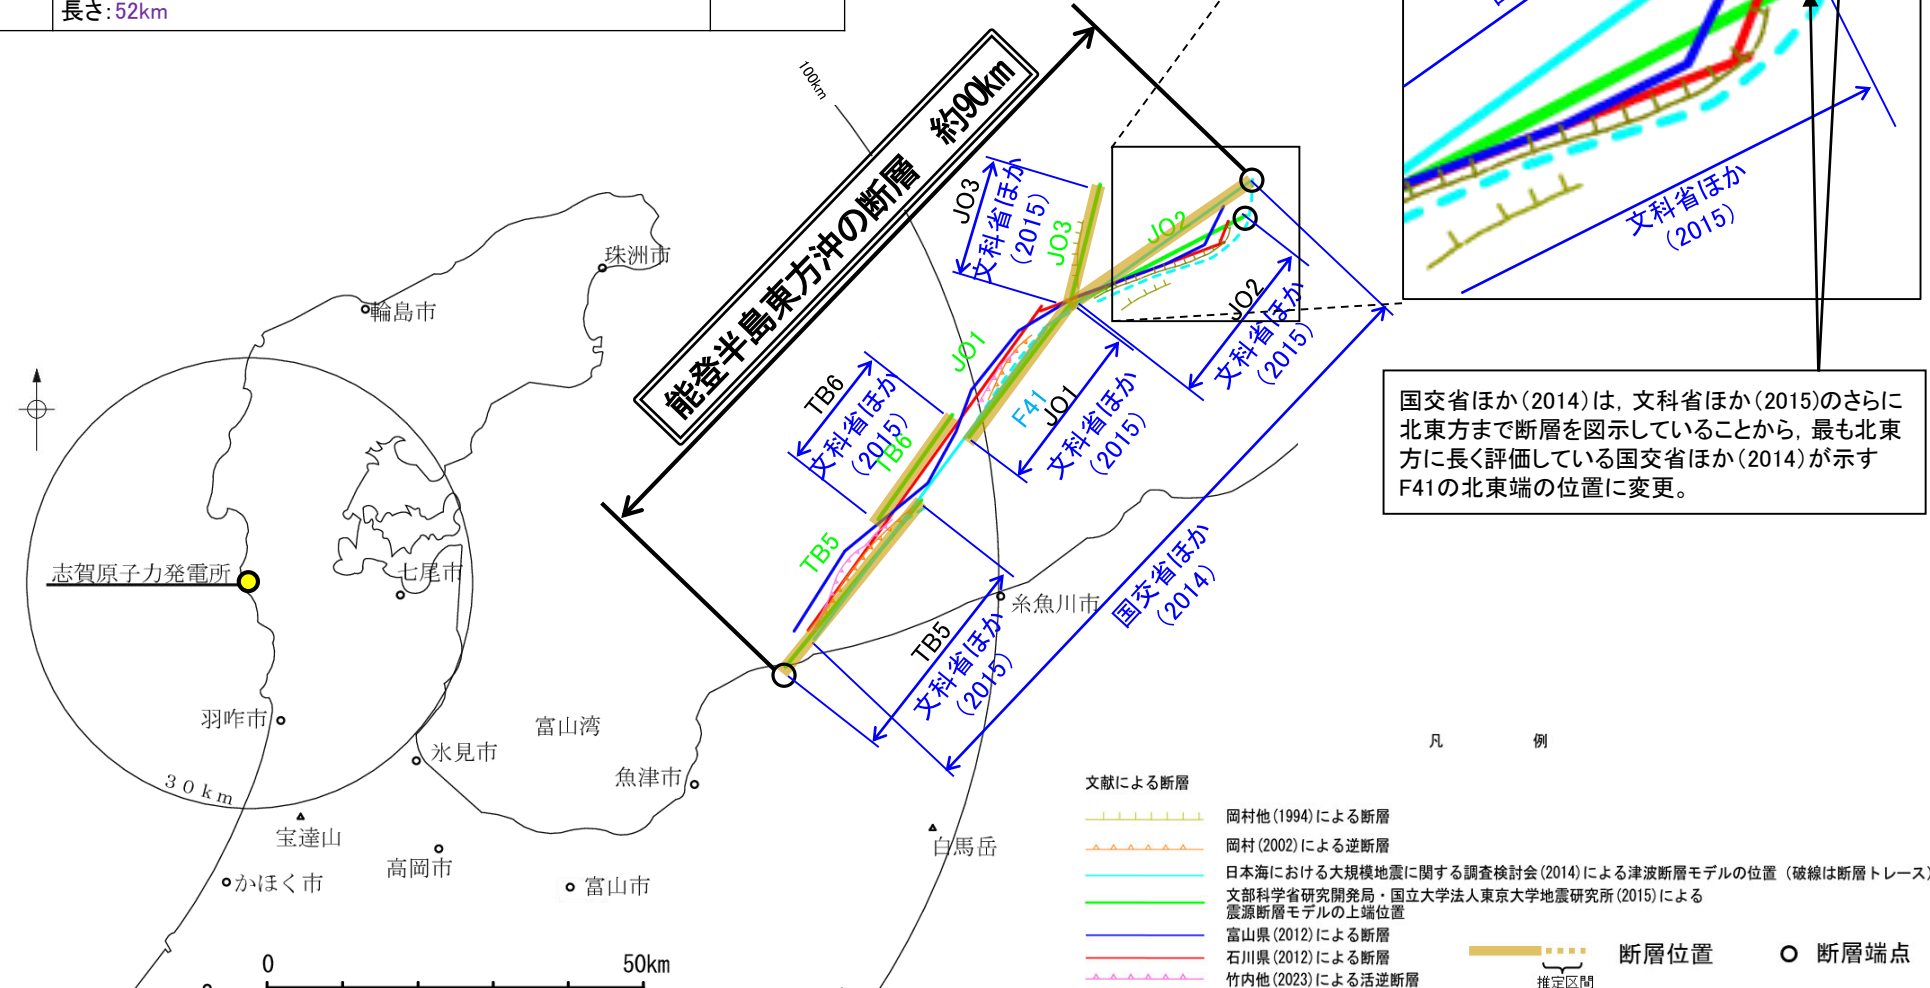 長さ:52km
100km
能登半島東方沖の断層　約90km
JO3
文科省ほか
(2015)
JO3
JO2
JO2
文科省ほか
(2015)
文科省ほか
(2015)
国交省ほか(2014)は，文科省ほか(2015)のさらに
北東方まで断層を図示していることから，最も北東
方に長く評価している国交省ほか(2014)が示す
F41の北東端の位置に変更。
珠洲市
輪島市
JO1
F41
JO1
文科省ほか
(2015)
TB6
文科省ほか
(2015)
TB6
TB5
TB5
文科省ほか
(2015)
国交省ほか
(2014)
志賀原子力発電所
七尾市
糸魚川市
羽咋市
富山湾
氷見市
魚津市
30km
宝達山
高岡市
かほく市
富山市
白馬岳
0
50km
凡　例
文献による断層
岡村他(1994)による断層
岡村(2002)による逆断層
日本海における大規模地震に関する調査検討会(2014)による津波断層モデルの位置（破線は断層トレース）
文部科学省研究開発局・国立大学法人東京大学地震研究所(2015)による
震源断層モデルの上端位置
富山県(2012)による断層
石川県(2012)による断層
竹内他(2023)による活逆断層
断層位置
推定区間
断層端点